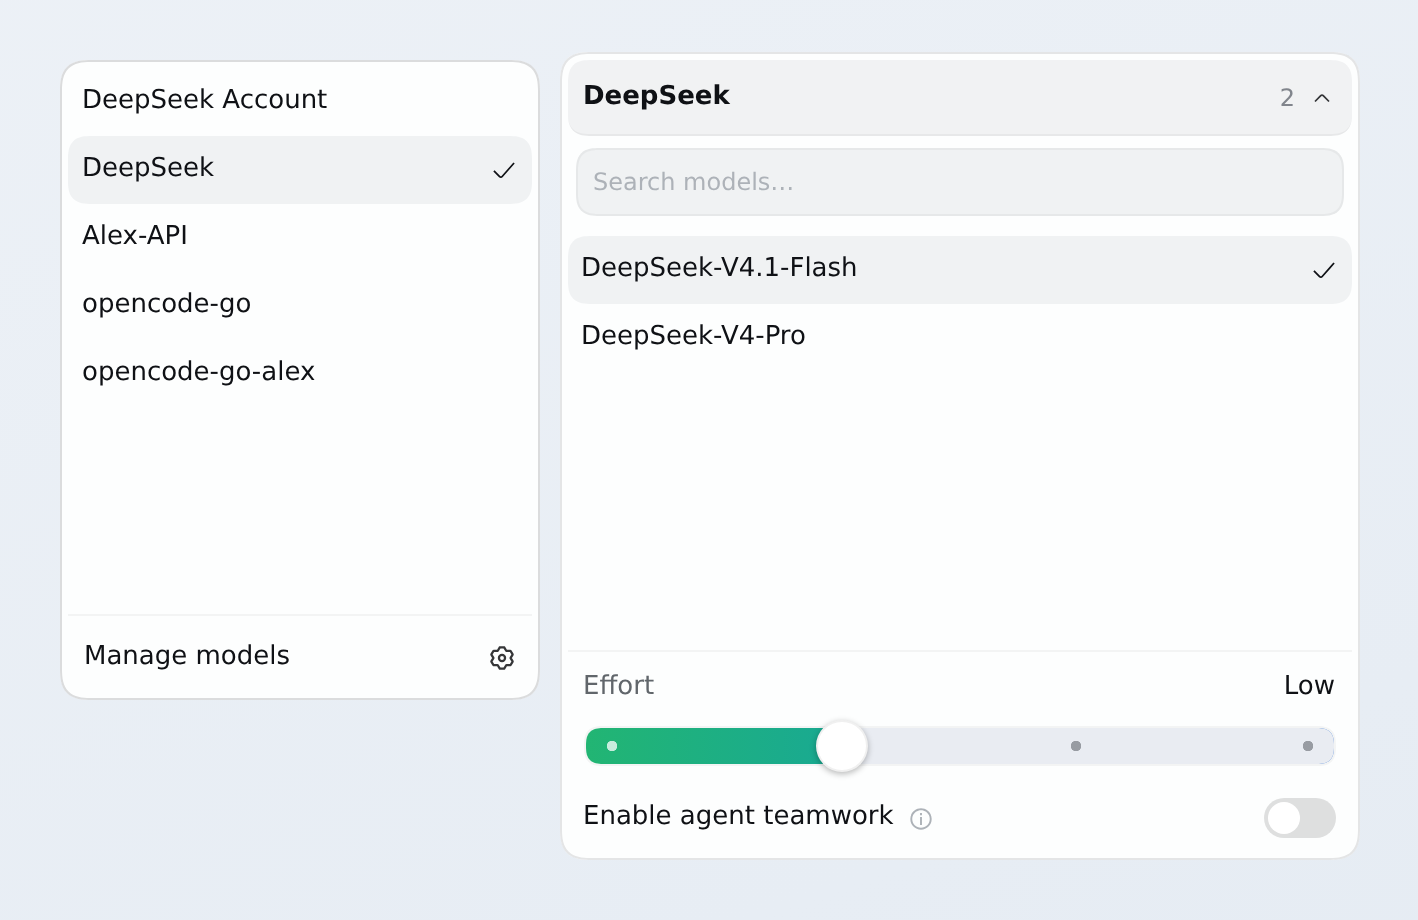 DeepSeek Account
DeepSeek
Alex-API
opencode-go
opencode-go-alex
Manage models
DeepSeek 2
Search models...
DeepSeek-V4.1-Flash
DeepSeek-V4-Pro
Effort Low
Enable agent teamwork